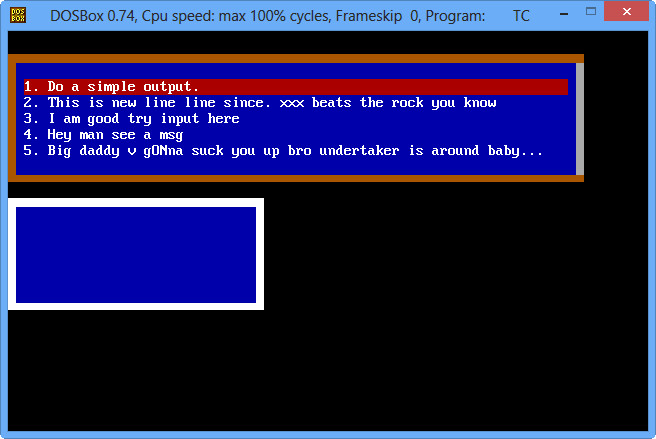 DOS BOX
DOSBox 0.74, Cpu speed: max 100% cycles, Frameskip 0, Program: TC
1. Do a simple output.
2. This is new line line since. xxx beats the rock you know
3. I am good try input here
4. Hey man see a msg
5. Big daddy v gONna suck you up bro undertaker is around baby...